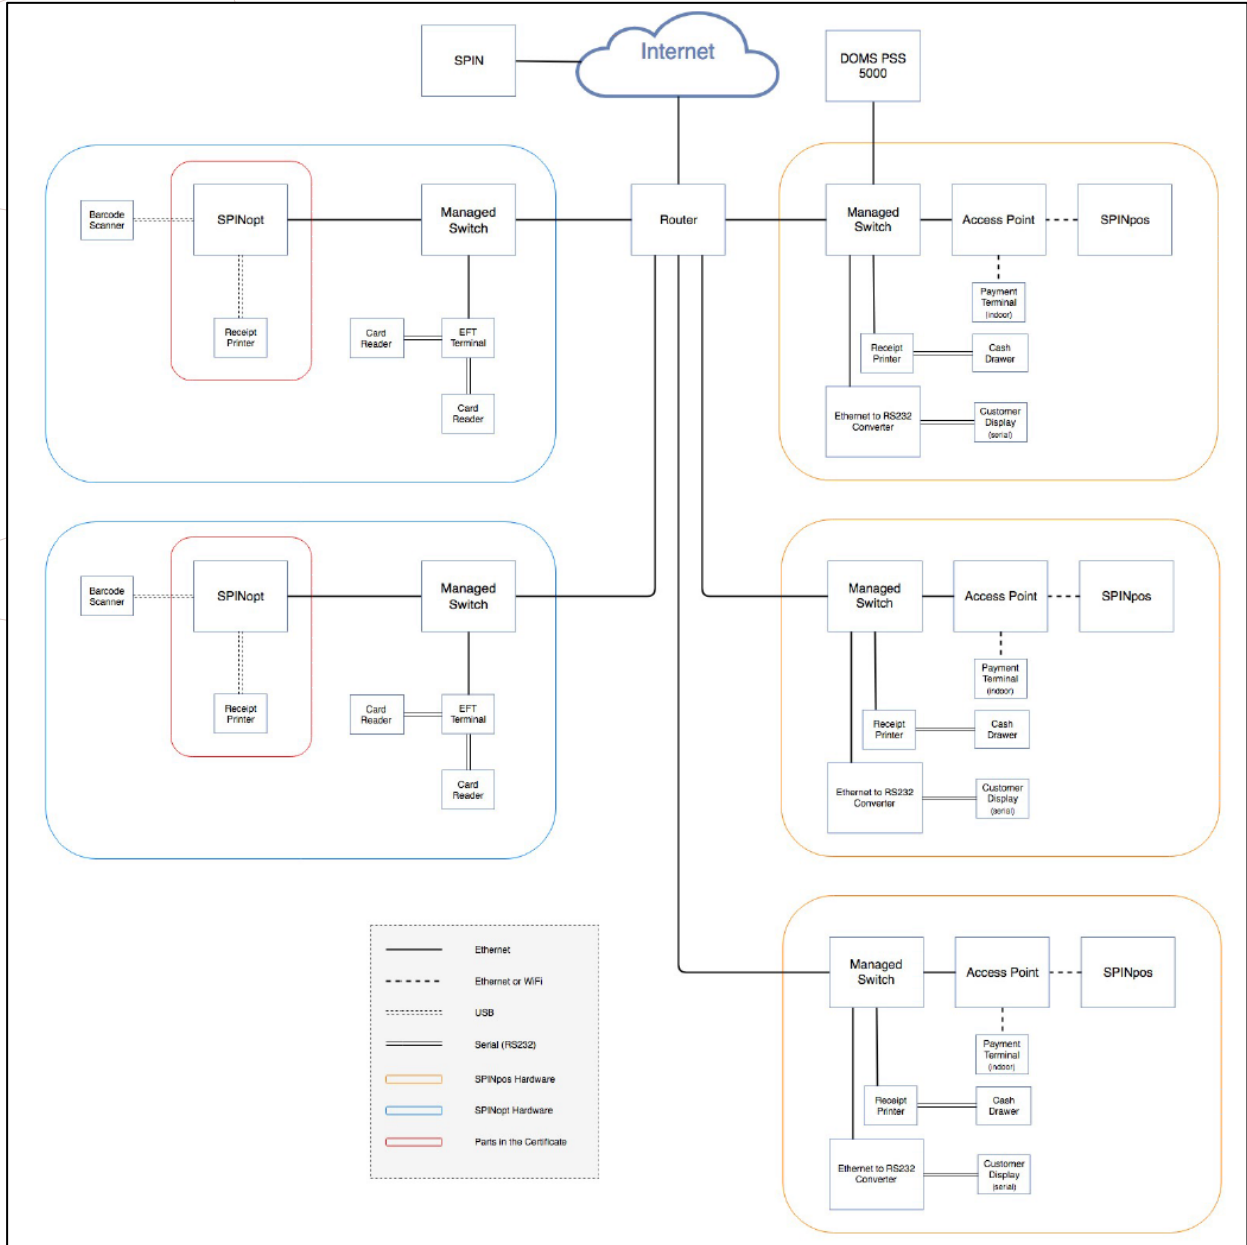 SPIN
Internet
DOMS PSS
5000
Barcode
Scanner
SPINopt
Managed
Switch
Receipt
Printer
Card
Reader
EFT
Terminal
Card
Reader
Router
Managed
Switch
Access Point
SPINpos
Payment
Terminal
(indoor)
Receipt
Printer
Cash
Drawer
Ethernet to RS232
Converter
Customer
Display
(serial)
Barcode
Scanner
SPINopt
Managed
Switch
Receipt
Printer
Card
Reader
EFT
Terminal
Card
Reader
Managed
Switch
Access Point
SPINpos
Payment
Terminal
(indoor)
Receipt
Printer
Cash
Drawer
Ethernet to RS232
Converter
Customer
Display
(serial)
Managed
Switch
Access Point
SPINpos
Payment
Terminal
(indoor)
Receipt
Printer
Cash
Drawer
Ethernet to RS232
Converter
Customer
Display
(serial)
Ethernet
Ethernet or WiFi
USB
Serial (RS232)
SPINpos Hardware
SPINopt Hardware
Parts in the Certificate